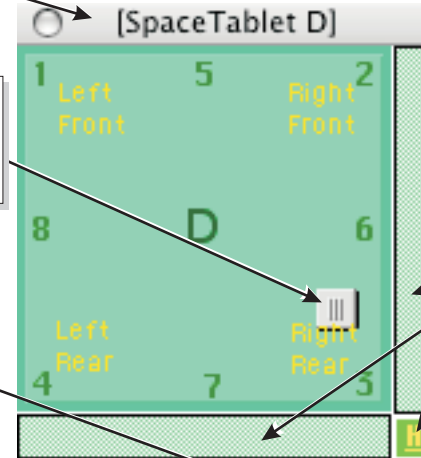 [SpaceTablet D]
1 5 2
Left Right
Front Front
8 D 6
Left Right
Rear Rear
4 7 3
h